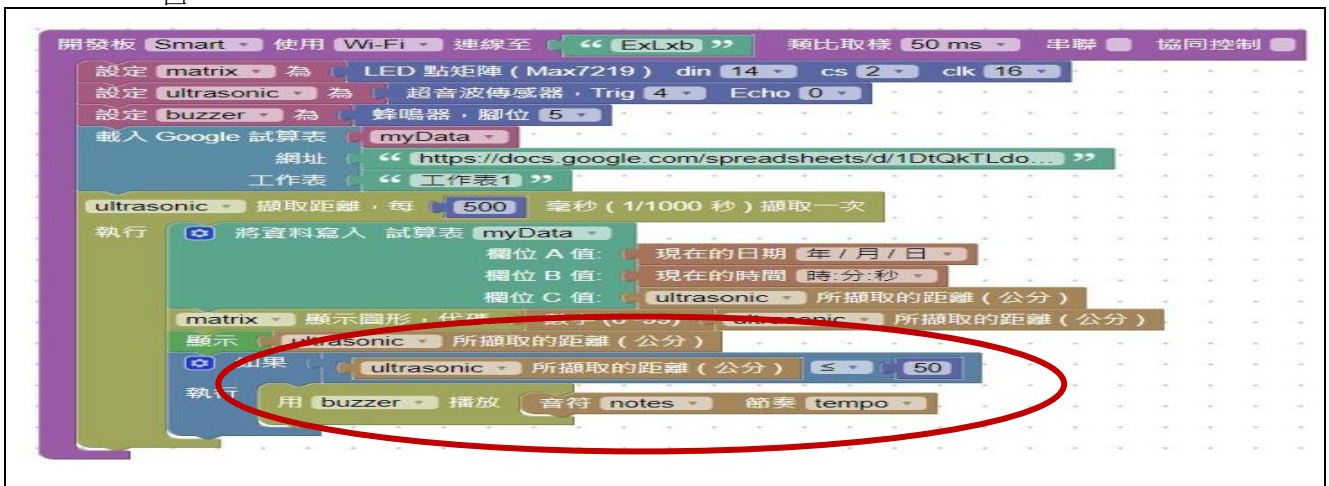 開發板 Smart 使用 Wi-Fi 連線至 “ ExLxb ” 類比取樣 50 ms 串聯 協同控制
設定 matrix 為 LED 點矩陣 ( Max7219 ) din 14 cs 2 clk 16
設定 ultrasonic 為 超音波傳感器,Trig 4 Echo 0
設定 buzzer 為 蜂鳴器,腳位 5
載入 Google 試算表 myData
網址 “ https://docs.google.com/spreadsheets/d/1DtQkTLdo... ”
工作表 “ 工作表1 ”
ultrasonic 擷取距離,每 500 毫秒 ( 1/1000 秒 ) 擷取一次
執行 將資料寫入 試算表 myData
欄位 A 值: 現在的日期 年 / 月 / 日
欄位 B 值: 現在的時間 時:分:秒
欄位 C 值: ultrasonic 所擷取的距離 ( 公分 )
matrix 顯示圖形,代碼 數字 (0~99) ultrasonic 所擷取的距離 ( 公分 )
顯示 ultrasonic 所擷取的距離 ( 公分 )
如果 ultrasonic 所擷取的距離 ( 公分 ) ≤ 50
執行 用 buzzer 播放 音符 notes 節奏 tempo